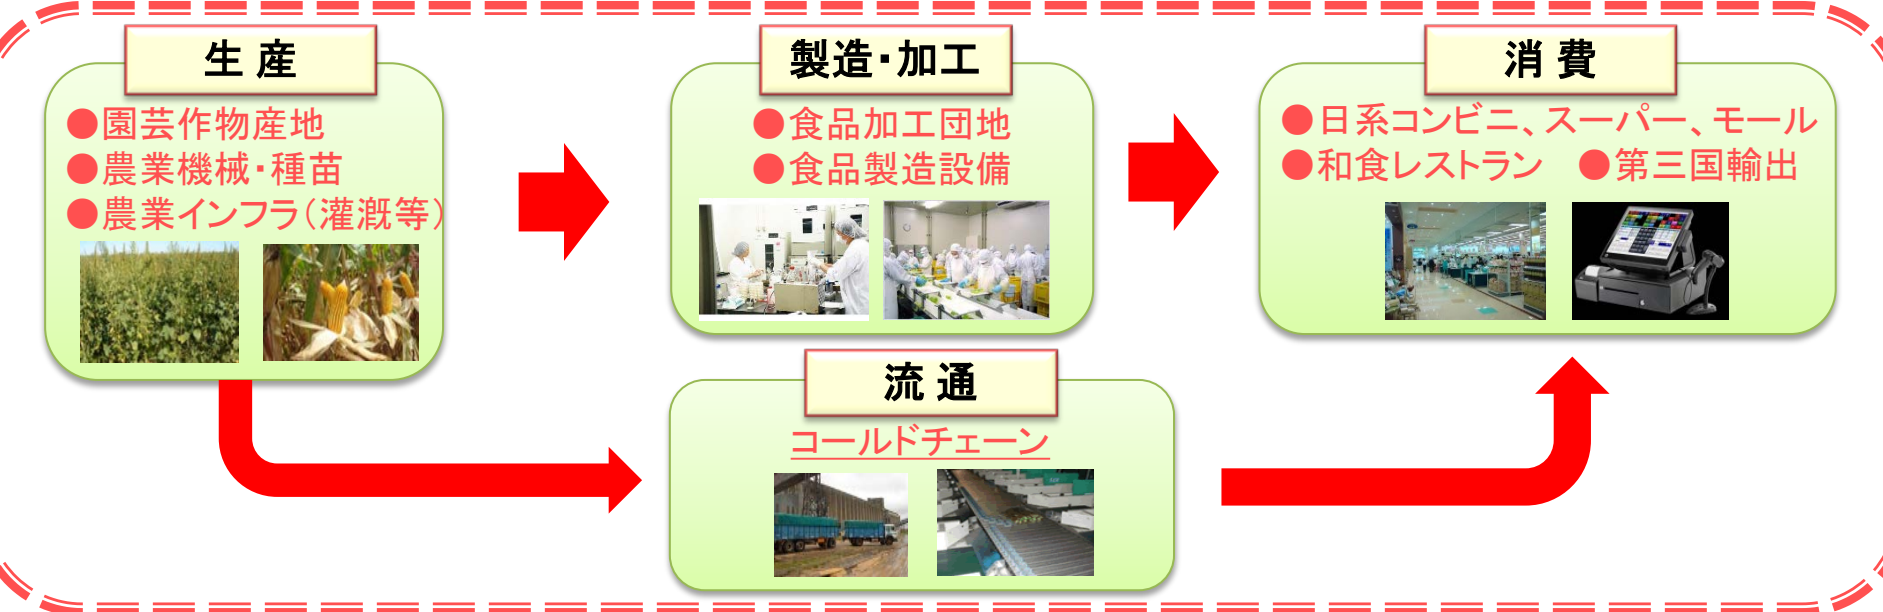 生産
●園芸作物産地
●農業機械・種苗
●農業インフラ（灌漑等）
製造・加工
●食品加工団地
●食品製造設備
消費
●日系コンビニ、スーパー、モール
●和食レストラン ●第三国輸出
流通
コールドチェーン